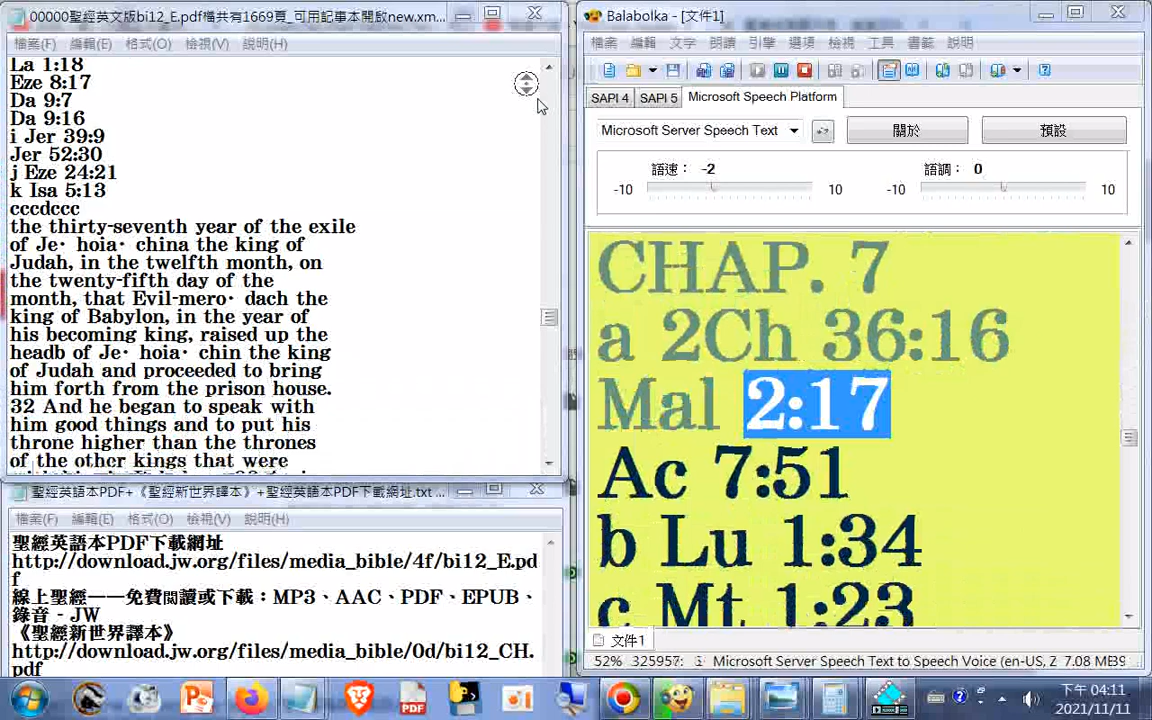 00000聖經英文版bi12_E.pdf檔共有1669頁_可用記事本開啟new.xm...
檔案(F) 編輯(E) 格式(O) 檢視(V) 說明(H)
La 1:18
Eze 8:17
Da 9:7
Da 9:16
i Jer 39:9
Jer 52:30
j Eze 24:21
k Isa 5:13
cccdccc
the thirty-seventh year of the exile
of Je· hoia· china the king of
Judah, in the twelfth month, on
the twenty-fifth day of the
month, that Evil-mero· dach the
king of Babylon, in the year of
his becoming king, raised up the
headb of Je· hoia· chin the king
of Judah and proceeded to bring
him forth from the prison house.
32 And he began to speak with
him good things and to put his
throne higher than the thrones
of the other kings that were
聖經英語本PDF+《聖經新世界譯本》+聖經英語本PDF下載網址.txt ...
檔案(F) 編輯(E) 格式(O) 檢視(V) 說明(H)
聖經英語本PDF下載網址
http://download.jw.org/files/media_bible/4f/bi12_E.pd
f
線上聖經——免費閱讀或下載：MP3、AAC、PDF、EPUB、
錄音 - JW
《聖經新世界譯本》
http://download.jw.org/files/media_bible/0d/bi12_CH.
pdf
Balabolka - [文件1]
檔案 編輯 文字 朗讀 引擎 選項 檢視 工具 書籤 說明
SAPI 4 SAPI 5 Microsoft Speech Platform
Microsoft Server Speech Text 關於 預設
語速： -2 語調： 0
-10 10 -10 10
CHAP. 7
a 2Ch 36:16
Mal 2:17
Ac 7:51
b Lu 1:34
c Mt 1:23
文件1
52% 325957: Microsoft Server Speech Text to Speech Voice (en-US, Z 7.08 MB
PDF
下午 04:11
2021/11/11